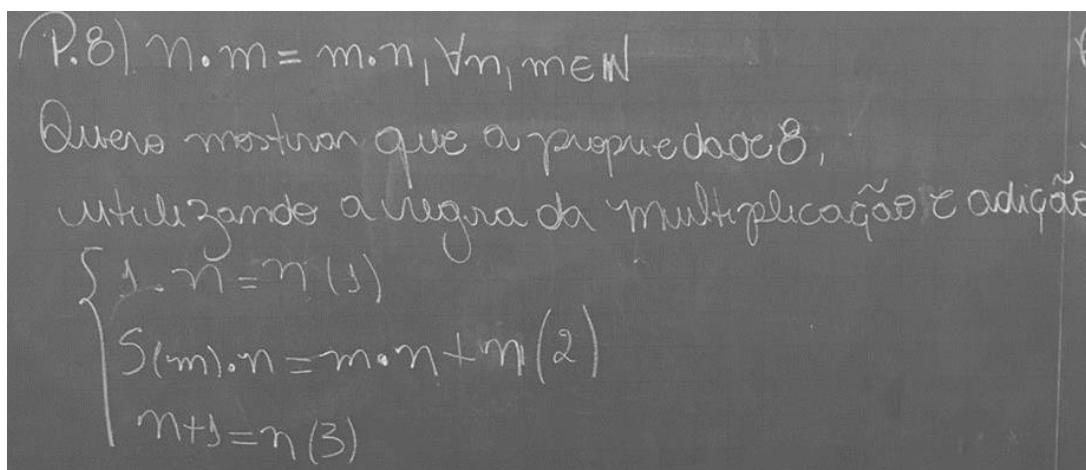 P.8) n.m = m.n, ∀n, m ∈ ℕ
Quero mostrar que a propriedade 8,
utilizando a regra da multiplicação e adição
1.n = n (1)
S(m).n = m.n + n (2)
n+1 = n (3)